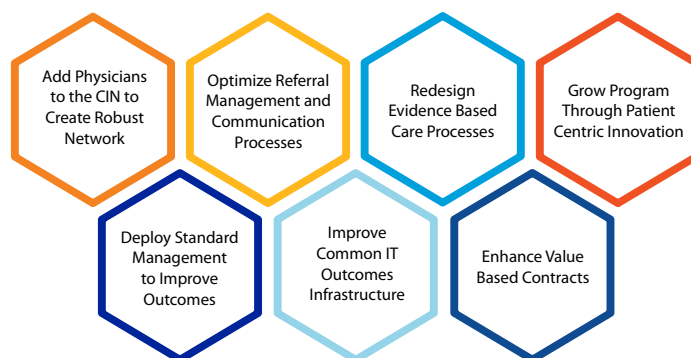 Add Physicians
to the CIN to
Create Robust
Network
Optimize Referral
Management and
Communication
Processes
Redesign
Evidence Based
Care Processes
Grow Program
Through Patient
Centric Innovation
Deploy Standard
Management
to Improve
Outcomes
Improve
Common IT
Outcomes
Infrastructure
Enhance Value
Based Contracts